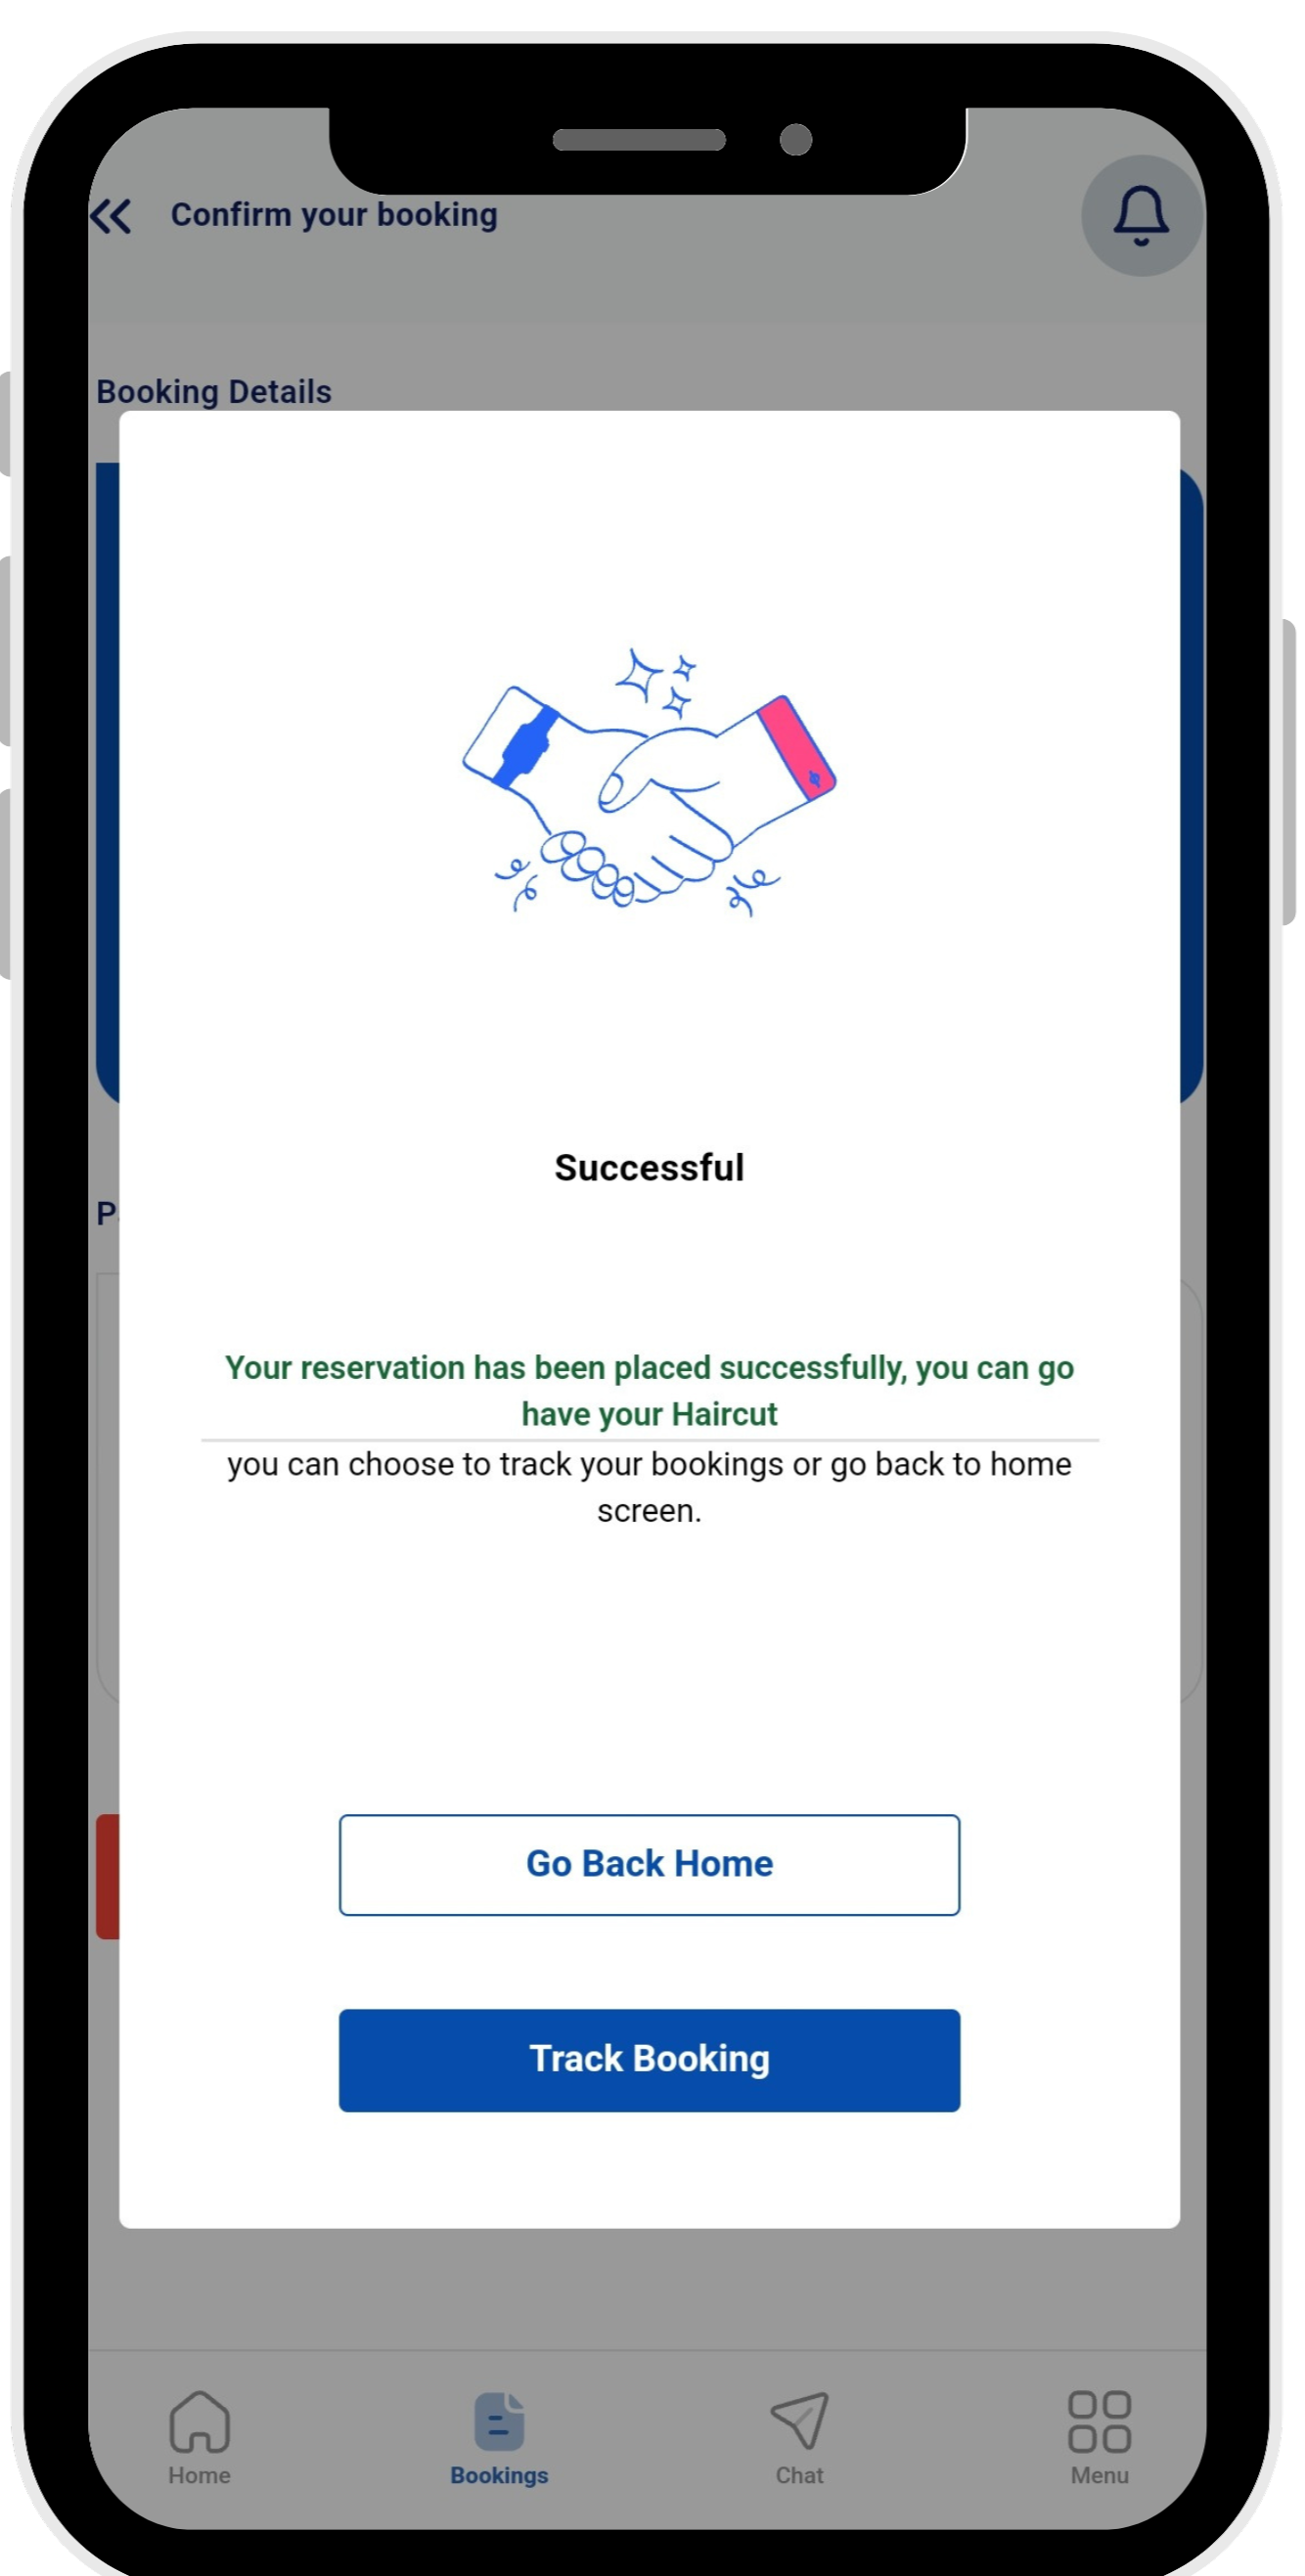 Confirm your booking
Booking Details
Successful
Your reservation has been placed successfully, you can go
have your Haircut
you can choose to track your bookings or go back to home
screen.
Go Back Home
Track Booking
Home
Bookings
Chat
Menu